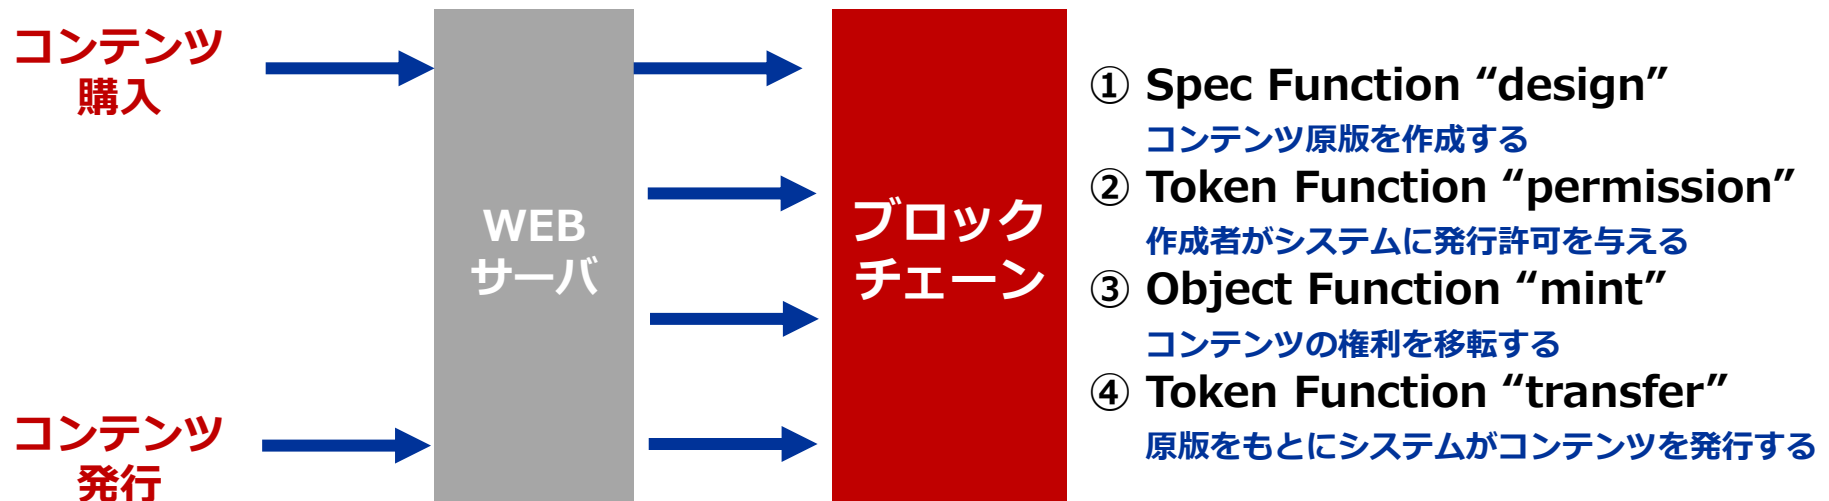 コンテンツ
購入
コンテンツ
発行
WEB
サーバ
ブロック
チェーン
① Spec Function “design”
コンテンツ原版を作成する
② Token Function “permission”
作成者がシステムに発行許可を与える
③ Object Function “mint”
コンテンツの権利を移転する
④ Token Function “transfer”
原版をもとにシステムがコンテンツを発行する